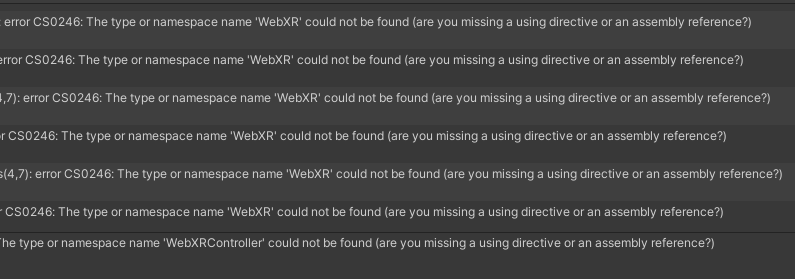 error CS0246: The type or namespace name 'WebXR' could not be found (are you missing a using directive or an assembly reference?)
error CS0246: The type or namespace name 'WebXR' could not be found (are you missing a using directive or an assembly reference?)
,7): error CS0246: The type or namespace name 'WebXR' could not be found (are you missing a using directive or an assembly reference?)
or CS0246: The type or namespace name 'WebXR' could not be found (are you missing a using directive or an assembly reference?)
s(4,7): error CS0246: The type or namespace name 'WebXR' could not be found (are you missing a using directive or an assembly reference?)
r CS0246: The type or namespace name 'WebXR' could not be found (are you missing a using directive or an assembly reference?)
The type or namespace name 'WebXRController' could not be found (are you missing a using directive or an assembly reference?)